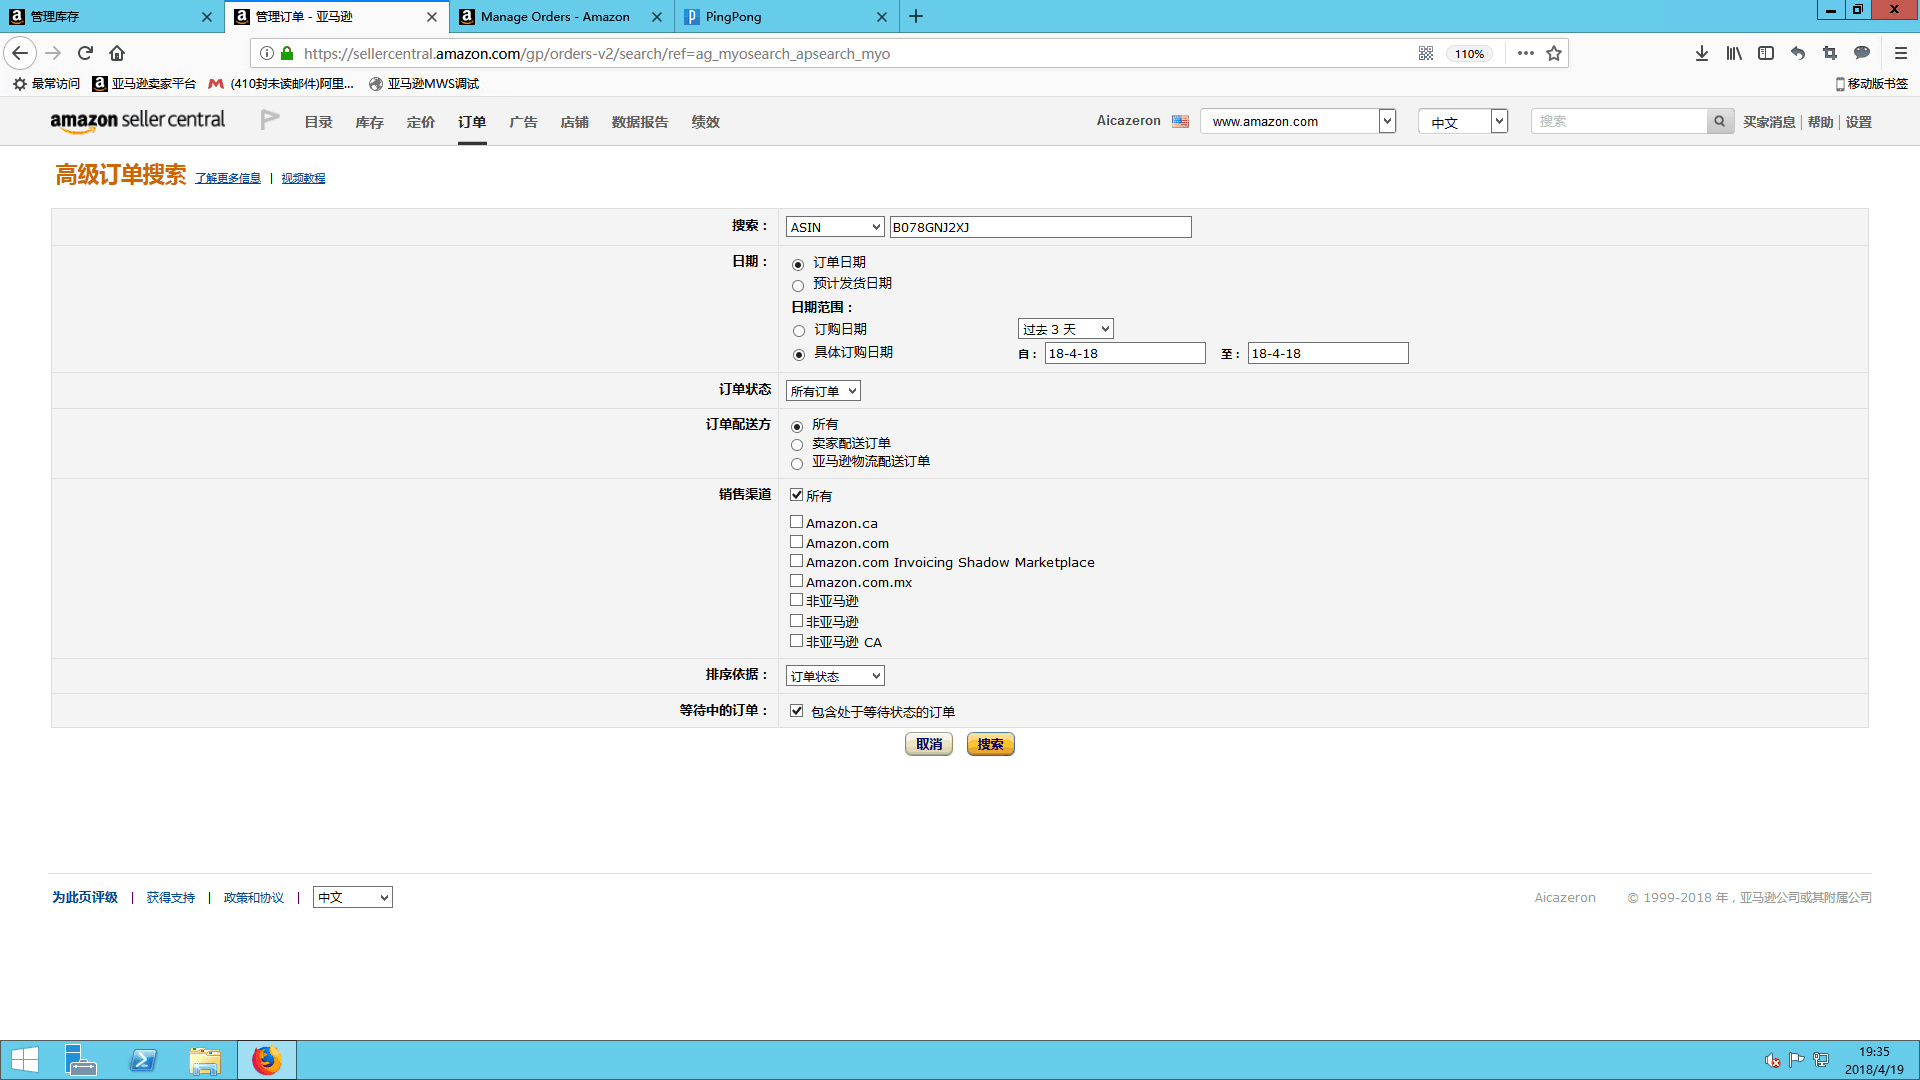 管理库存
管理订单 - 亚马逊
Manage Orders - Amazon
PingPong
https://sellercentral.amazon.com/gp/orders-v2/search/ref=ag_myosearch_apsearch_myo
110%
最常访问
亚马逊卖家平台
(410封未读邮件)阿里...
亚马逊MWS调试
移动版书签
amazon seller central
目录
库存
定价
订单
广告
店铺
数据报告
绩效
Aicazeron
www.amazon.com
中文
搜索
买家消息 | 帮助 | 设置
高级订单搜索 了解更多信息 | 视频教程
搜索：
ASIN
B078GNJ2XJ
日期：
订单日期
预计发货日期
日期范围：
订购日期
过去 3 天
具体订购日期
自： 18-4-18
至： 18-4-18
订单状态
所有订单
订单配送方
所有
卖家配送订单
亚马逊物流配送订单
销售渠道
所有
Amazon.ca
Amazon.com
Amazon.com Invoicing Shadow Marketplace
Amazon.com.mx
非亚马逊
非亚马逊
非亚马逊 CA
排序依据：
订单状态
等待中的订单：
包含处于等待状态的订单
取消
搜索
为此页评级 | 获得支持 | 政策和协议 | 中文
Aicazeron
© 1999-2018 年，亚马逊公司或其附属公司
19:35
2018/4/19